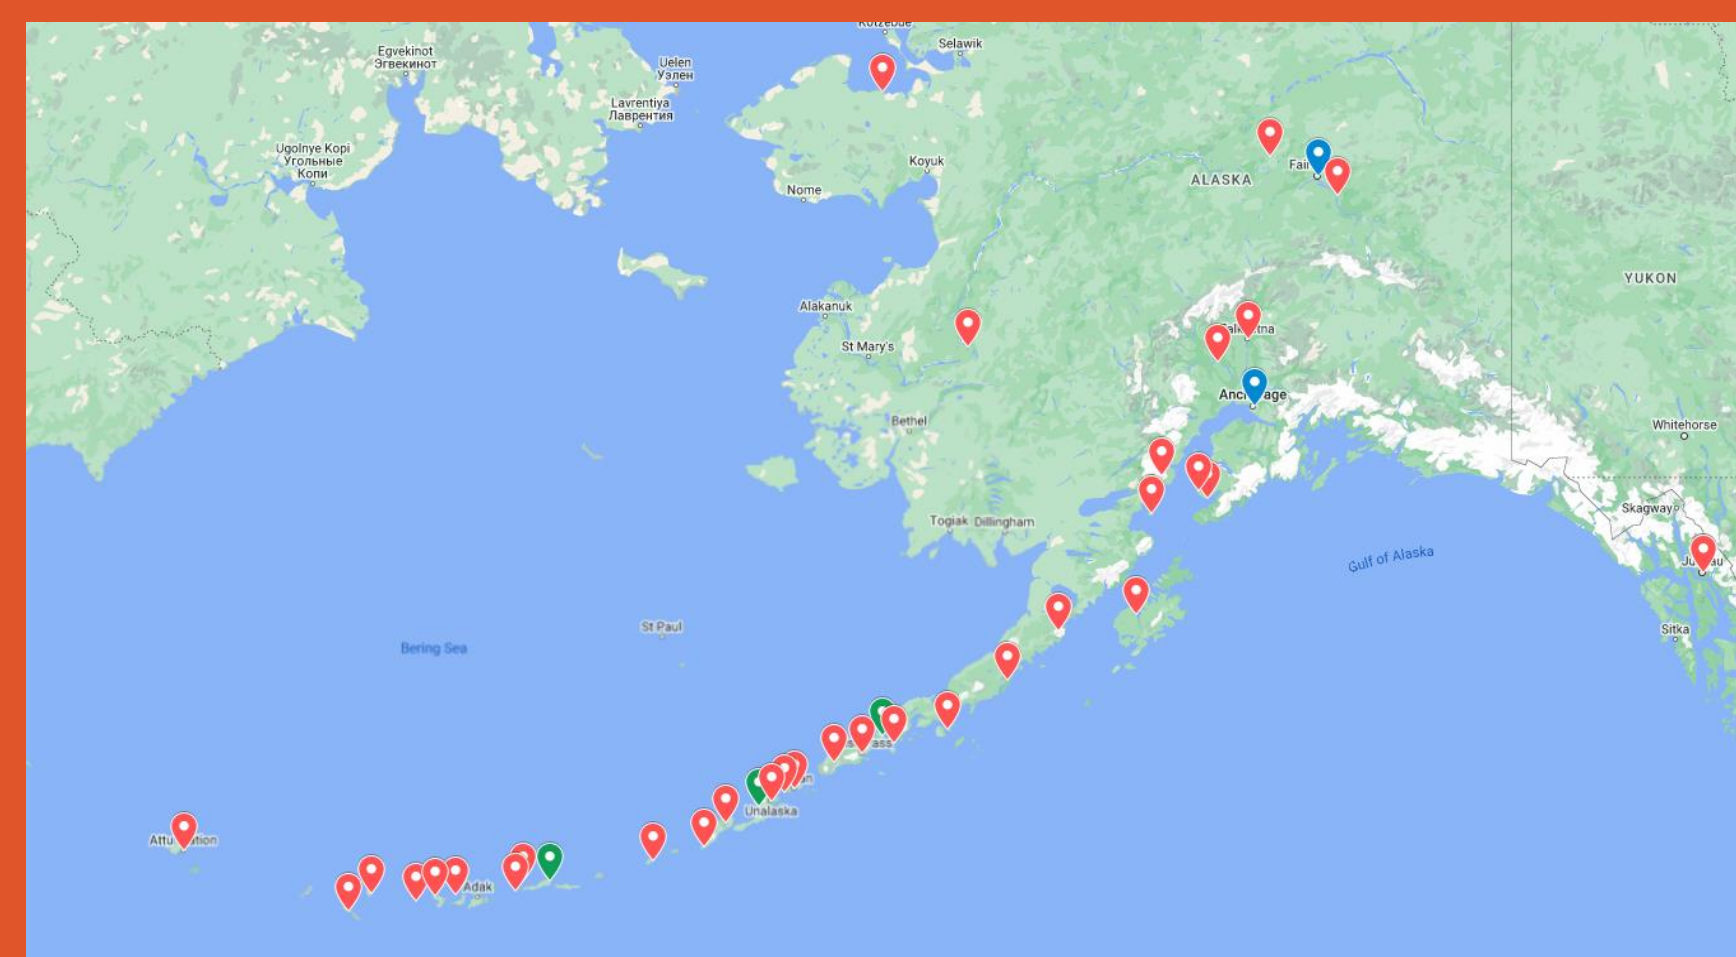 Kotzebue
Selawik
Egvekinot
Эгвекинот
Uelen
Уэлен
Lavrentiya
Лаврентия
Ugolnye Kopi
Угольные
Копи
Koyuk
Nome
ALASKA
YUKON
Alakanuk
St Mary's
Bethel
Whitehorse
Togiak
Dillingham
Skagway
Gulf of Alaska
St Paul
Sitka
Bering Sea
Unalaska
Adak